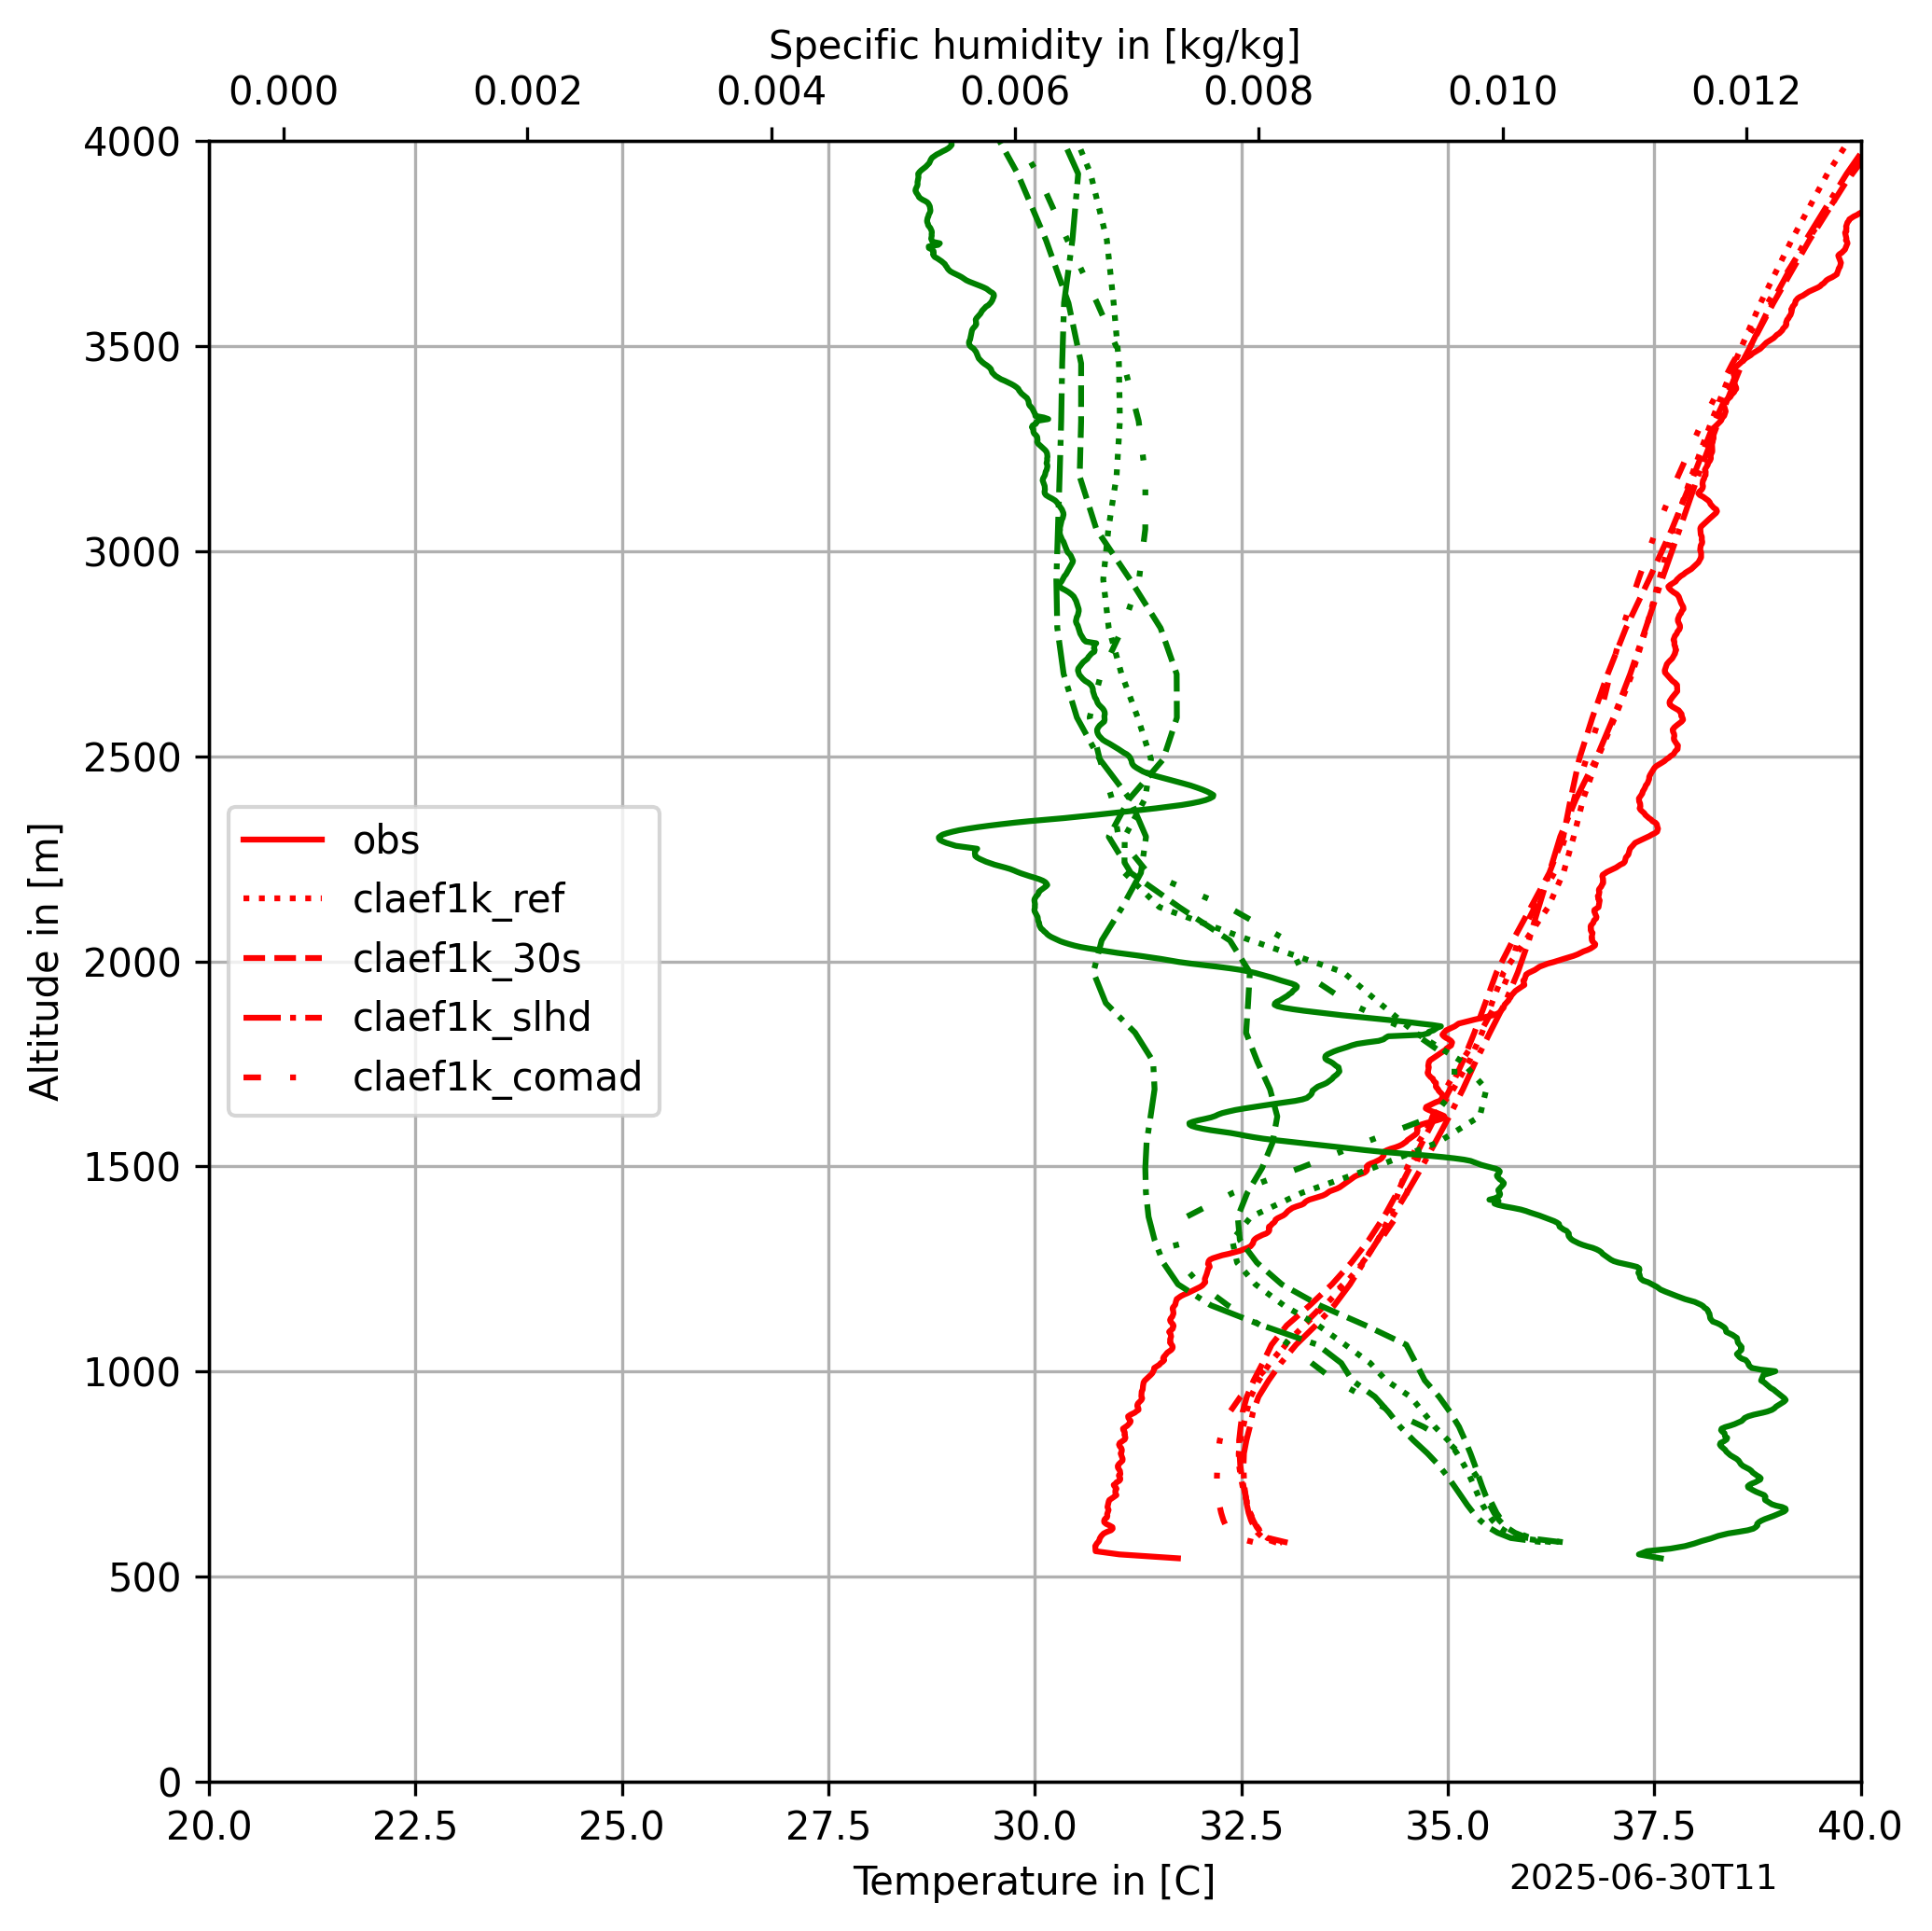 Specific humidity in [kg/kg]
0.000 0.002 0.004 0.006 0.008 0.010 0.012
4000
3500
3000
2500
2000
1500
1000
500
0
Altitude in [m]
obs
claef1k_ref
claef1k_30s
claef1k_slhd
claef1k_comad
20.0 22.5 25.0 27.5 30.0 32.5 35.0 37.5 40.0
Temperature in [C]
2025-06-30T11